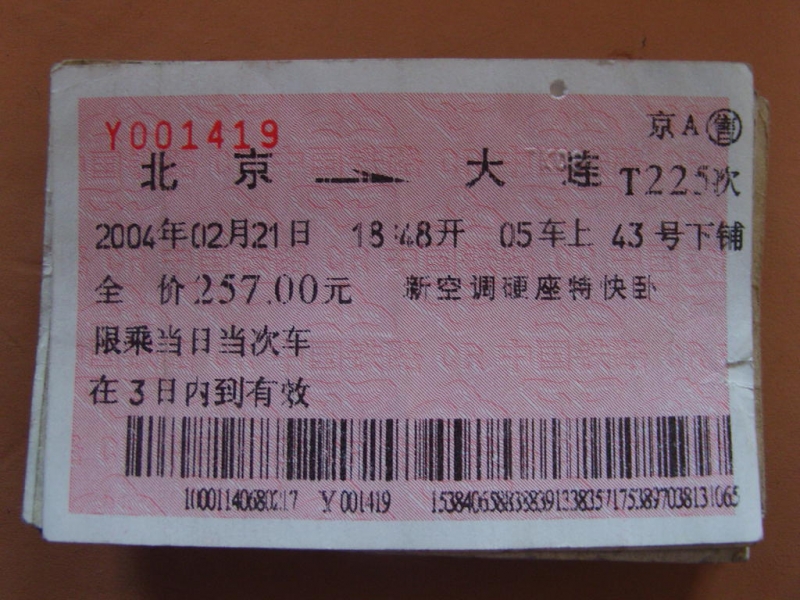 Y001419
京A售
北京 大连 T225次
2004年02月21日 18:48开 05车上 43号下铺
全 价257.00元 新空调硬座特快卧
限乘当日当次车
在3日内到有效
10001140680217 Y001419